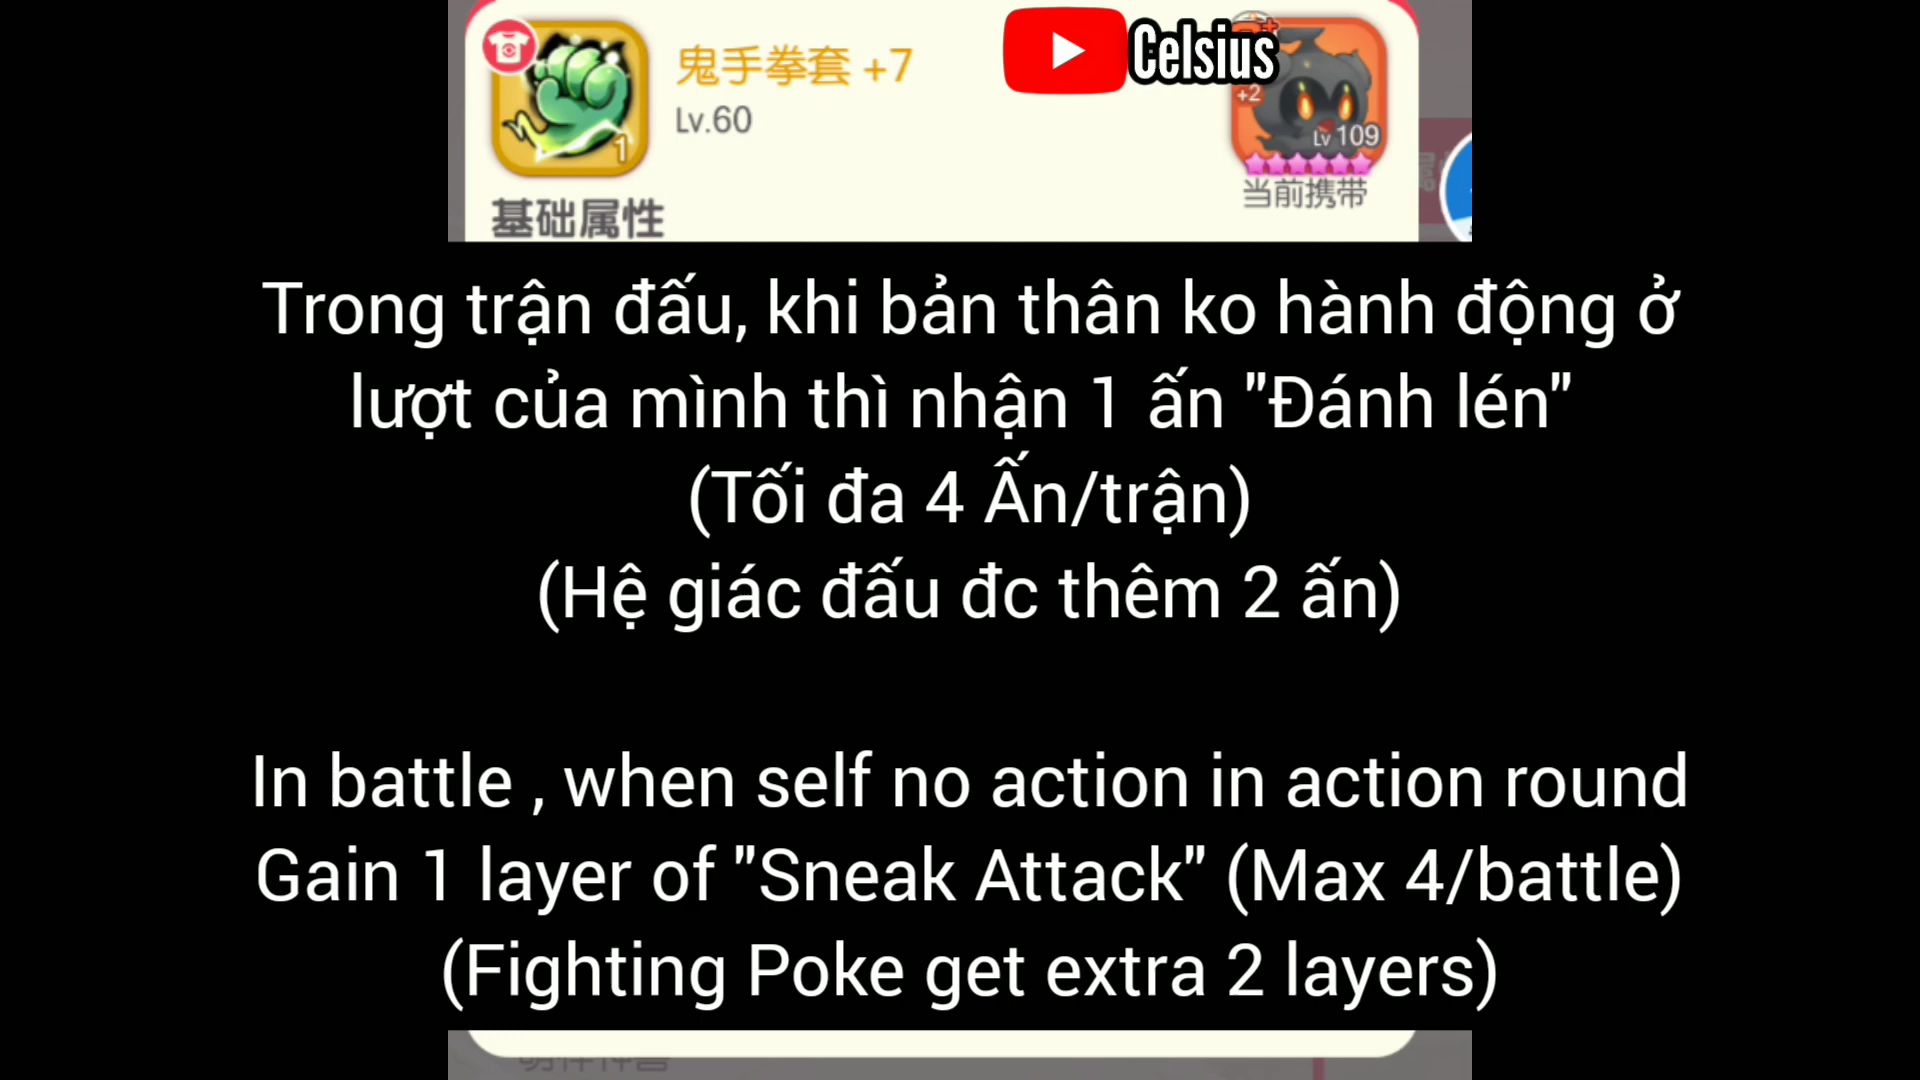 鬼手拳套 +7
Celsius
Lv.60
1
+2
Lv 109
当前携带
基础属性
Trong trận đấu, khi bản thân ko hành động ở
lượt của mình thì nhận 1 ấn "Đánh lén"
(Tối đa 4 Ấn/trận)
(Hệ giác đấu đc thêm 2 ấn)
In battle , when self no action in action round
Gain 1 layer of "Sneak Attack" (Max 4/battle)
(Fighting Poke get extra 2 layers)